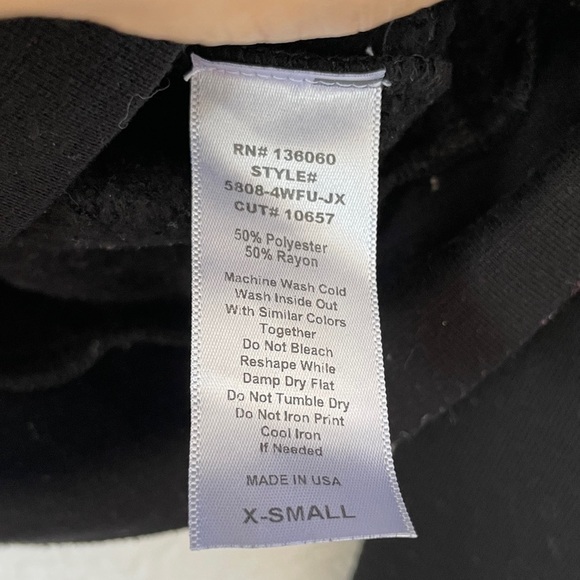 RN# 136060
STYLE#
5808-4WFU-JX
CUT# 10657
50% Polyester
50% Rayon
Machine Wash Cold
Wash Inside Out
With Similar Colors
Together
Do Not Bleach
Reshape While
Damp Dry Flat
Do Not Tumble Dry
Do Not Iron Print
Cool Iron
If Needed
MADE IN USA
X-SMALL